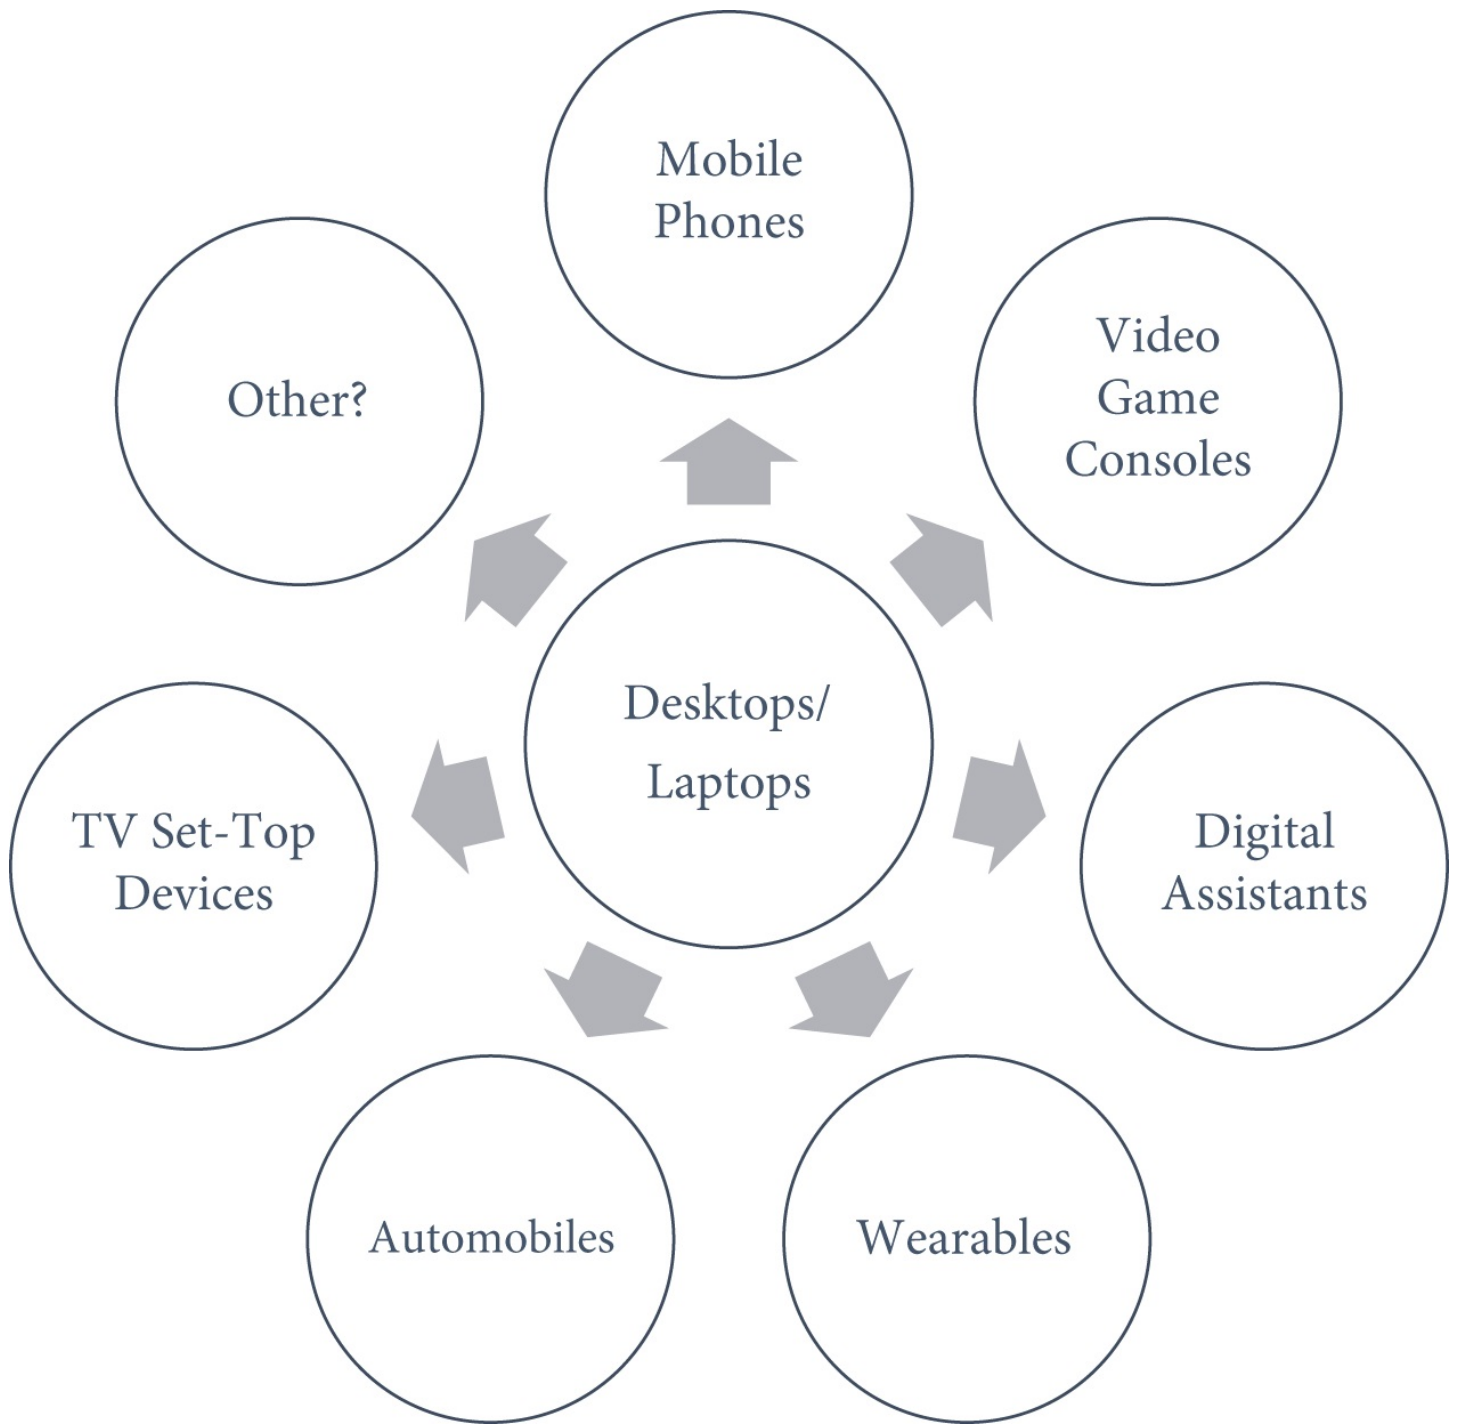 Mobile
Phones
Video
Game
Consoles
Other?
Desktops/
Laptops
TV Set-Top
Devices
Digital
Assistants
Automobiles
Wearables